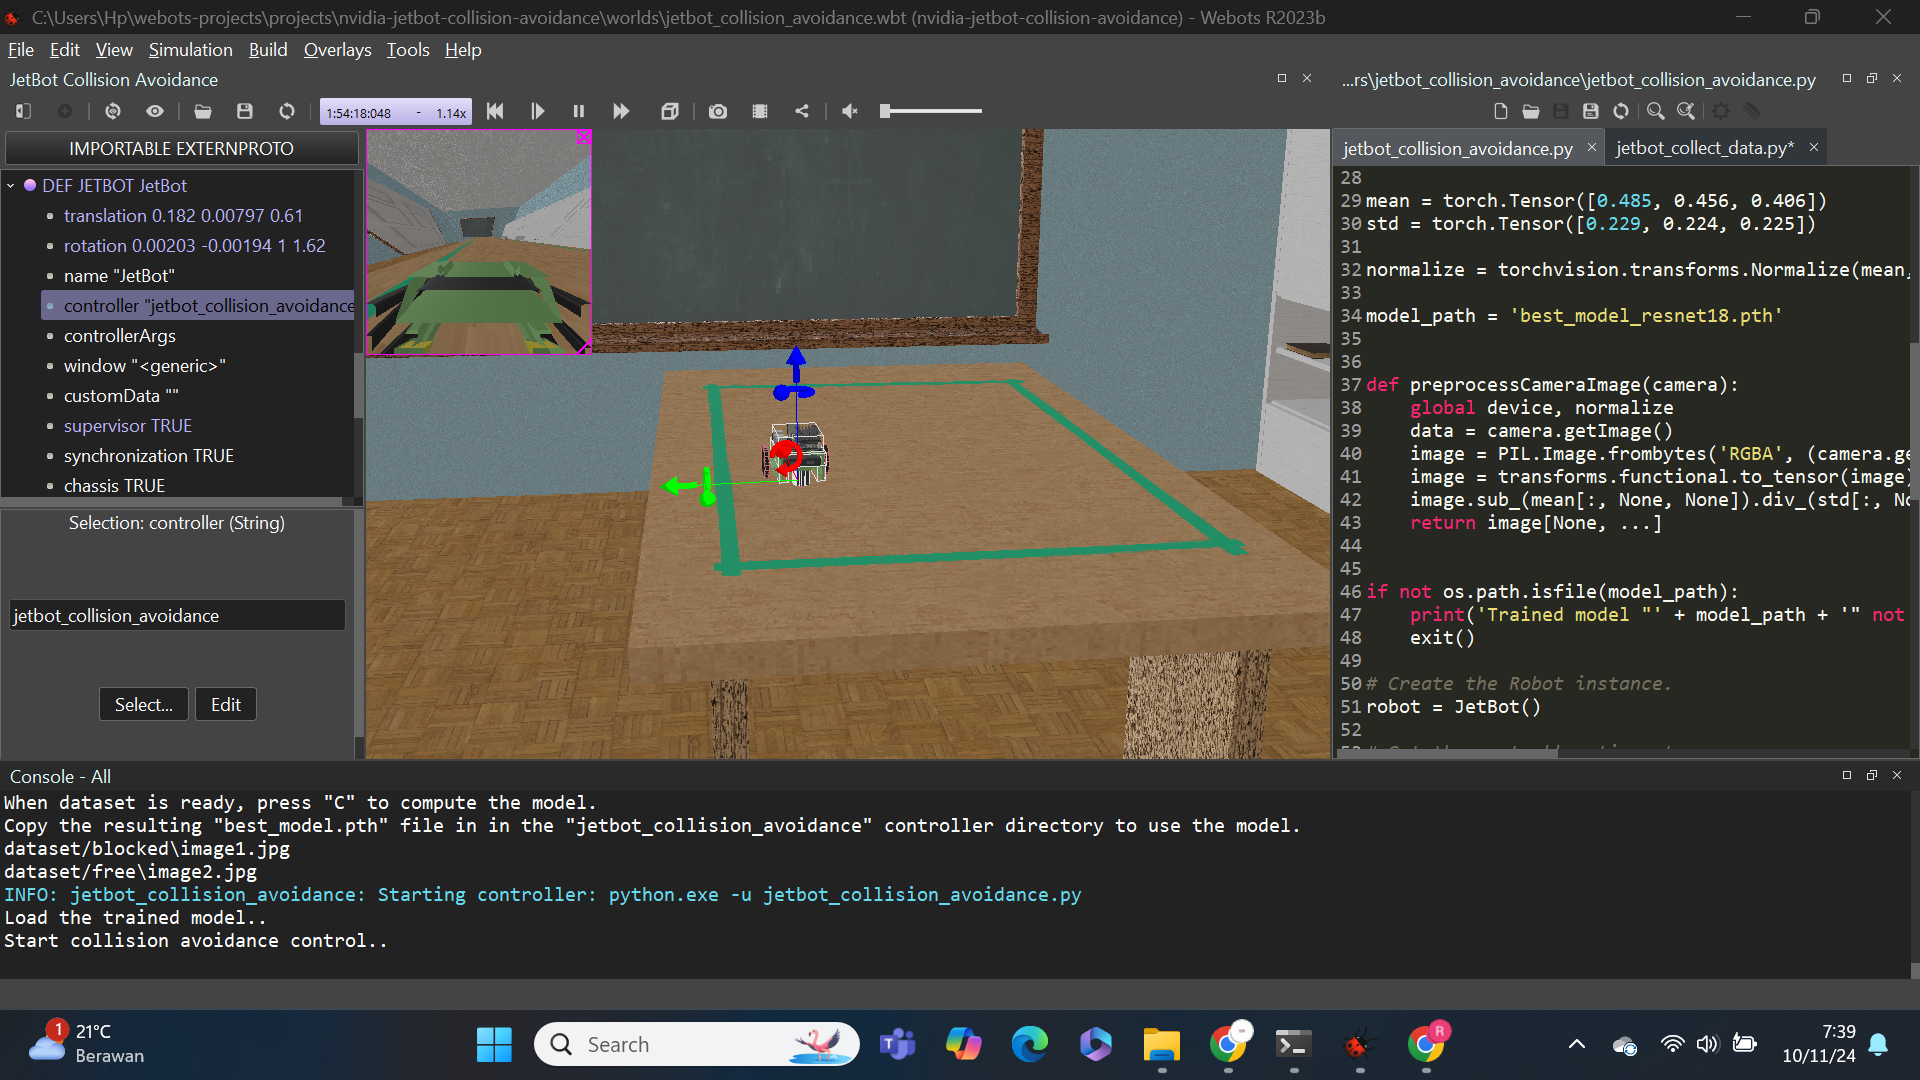 C:\Users\Hp\webots-projects\projects\nvidia-jetbot-collision-avoidance\worlds\jetbot_collision_avoidance.wbt (nvidia-jetbot-collision-avoidance) - Webots R2023b
File Edit View Simulation Build Overlays Tools Help
JetBot Collision Avoidance
1:54:18:048 - 1.14x
IMPORTABLE EXTERNPROTO
DEF JETBOT JetBot
translation 0.182 0.00797 0.61
rotation 0.00203 -0.00194 1 1.62
name "JetBot"
controller "jetbot_collision_avoidance
controllerArgs
window "<generic>"
customData ""
supervisor TRUE
synchronization TRUE
chassis TRUE
Selection: controller (String)
jetbot_collision_avoidance
Select... Edit
...rs\jetbot_collision_avoidance\jetbot_collision_avoidance.py
jetbot_collision_avoidance.py jetbot_collect_data.py*
28
29 mean = torch.Tensor([0.485, 0.456, 0.406])
30 std = torch.Tensor([0.229, 0.224, 0.225])
31
32 normalize = torchvision.transforms.Normalize(mean,
33
34 model_path = 'best_model_resnet18.pth'
35
36
37 def preprocessCameraImage(camera):
38 global device, normalize
39 data = camera.getImage()
40 image = PIL.Image.frombytes('RGBA', (camera.ge
41 image = transforms.functional.to_tensor(image)
42 image.sub_(mean[:, None, None]).div_(std[:, No
43 return image[None, ...]
44
45
46 if not os.path.isfile(model_path):
47 print('Trained model "' + model_path + '" not
48 exit()
49
50 # Create the Robot instance.
51 robot = JetBot()
52
Console - All
When dataset is ready, press "C" to compute the model.
Copy the resulting "best_model.pth" file in in the "jetbot_collision_avoidance" controller directory to use the model.
dataset/blocked\image1.jpg
dataset/free\image2.jpg
INFO: jetbot_collision_avoidance: Starting controller: python.exe -u jetbot_collision_avoidance.py
Load the trained model..
Start collision avoidance control..
1
21°C
Berawan
Search
R
7:39
10/11/24